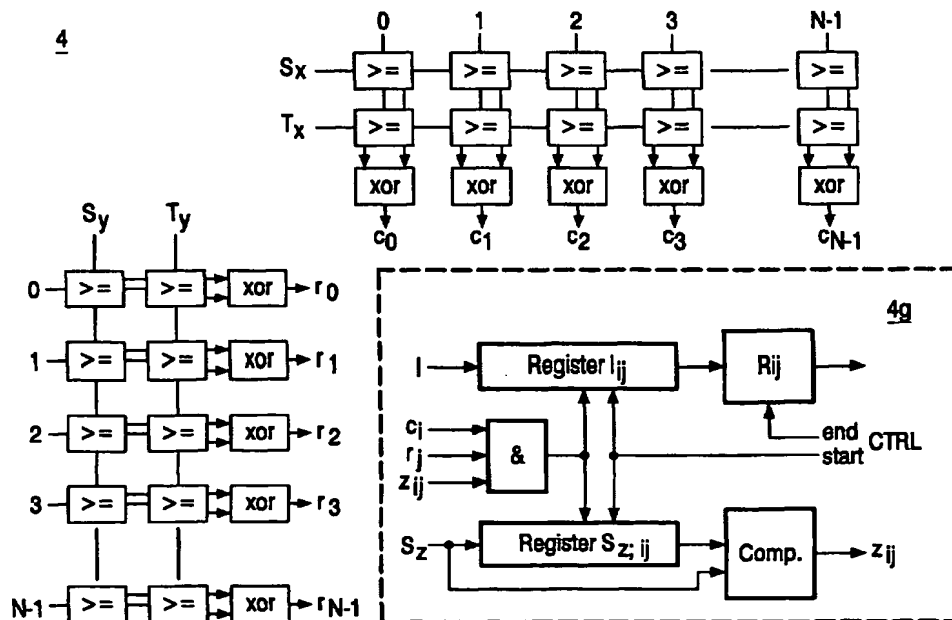 4
0 1 2 3 N-1
Sx >= >= >= >= >=
Tx >= >= >= >= >=
xor xor xor xor xor
c0 c1 c2 c3 cN-1
Sy Ty
0 >= >= xor r0
1 >= >= xor r1
2 >= >= xor r2
3 >= >= xor r3
N-1 >= >= xor rN-1
4g
I Register Iij Rij
ci
rj & end CTRL
zij start
Sz Register Sz; ij Comp. zij